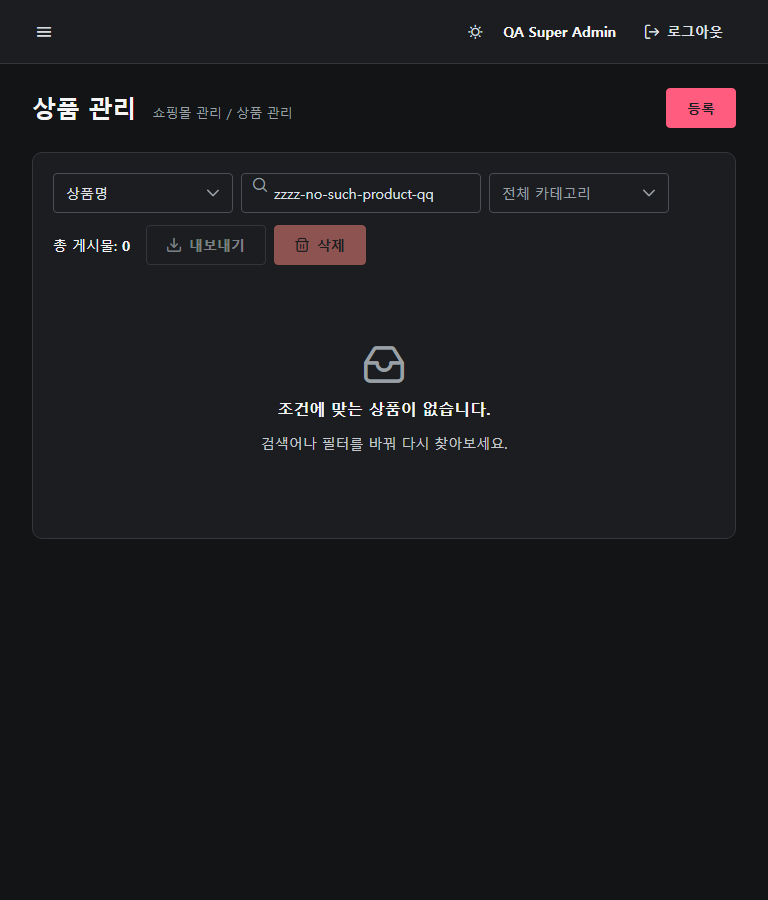 QA Super Admin 로그아웃
상품 관리 쇼핑몰 관리 / 상품 관리 등록
상품명 zzzz-no-such-product-qq 전체 카테고리
총 게시물: 0 내보내기 삭제
조건에 맞는 상품이 없습니다.
검색어나 필터를 바꿔 다시 찾아보세요.